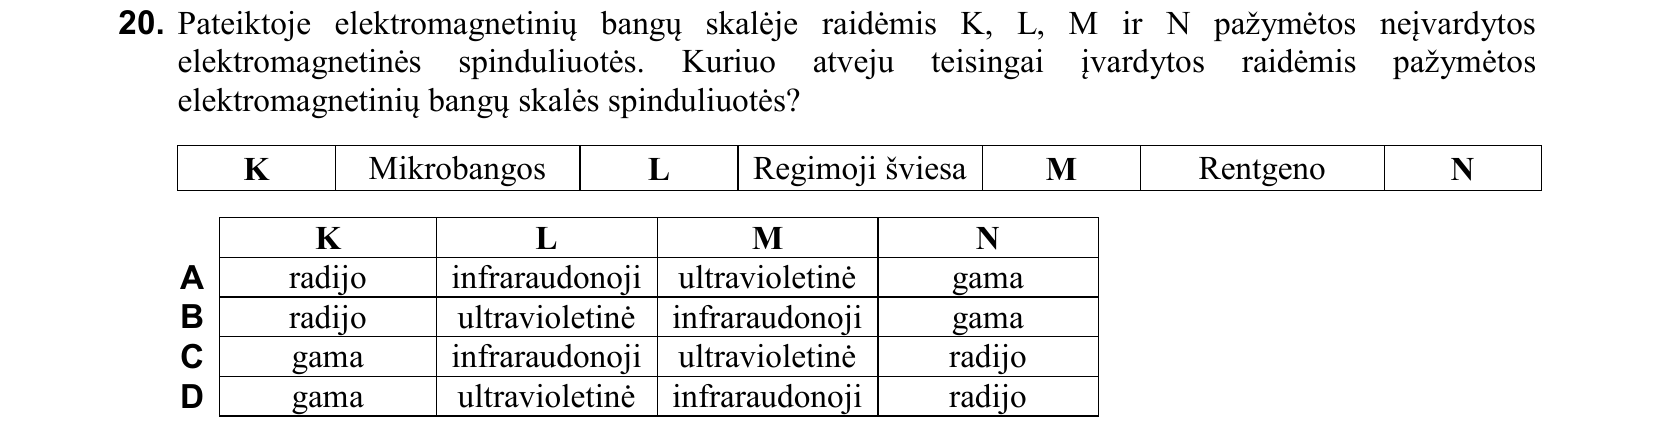 20. Pateiktoje elektromagnetinių bangų skalėje raidėmis K, L, M ir N pažymėtos neįvardytos
elektromagnetinės spinduliuotės. Kuriuo atveju teisingai įvardytos raidėmis pažymėtos
elektromagnetinių bangų skalės spinduliuotės?
K Mikrobangos L Regimoji šviesa M Rentgeno N
K L M N
A radijo infraraudonoji ultravioletinė gama
B radijo ultravioletinė infraraudonoji gama
C gama infraraudonoji ultravioletinė radijo
D gama ultravioletinė infraraudonoji radijo